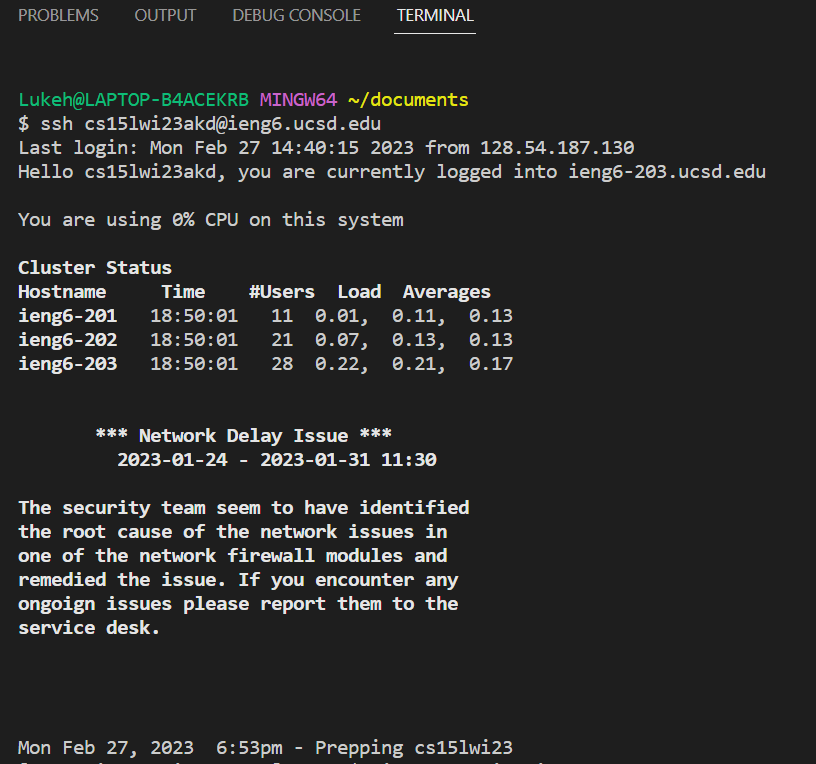 PROBLEMS OUTPUT DEBUG CONSOLE TERMINAL
Lukeh@LAPTOP-B4ACEKRB MINGW64 ~/documents
$ ssh cs15lwi23akd@ieng6.ucsd.edu
Last login: Mon Feb 27 14:40:15 2023 from 128.54.187.130
Hello cs15lwi23akd, you are currently logged into ieng6-203.ucsd.edu
You are using 0% CPU on this system
Cluster Status
Hostname Time #Users Load Averages
ieng6-201 18:50:01 11 0.01, 0.11, 0.13
ieng6-202 18:50:01 21 0.07, 0.13, 0.13
ieng6-203 18:50:01 28 0.22, 0.21, 0.17
*** Network Delay Issue ***
2023-01-24 - 2023-01-31 11:30
The security team seem to have identified
the root cause of the network issues in
one of the network firewall modules and
remedied the issue. If you encounter any
ongoign issues please report them to the
service desk.
Mon Feb 27, 2023 6:53pm - Prepping cs15lwi23